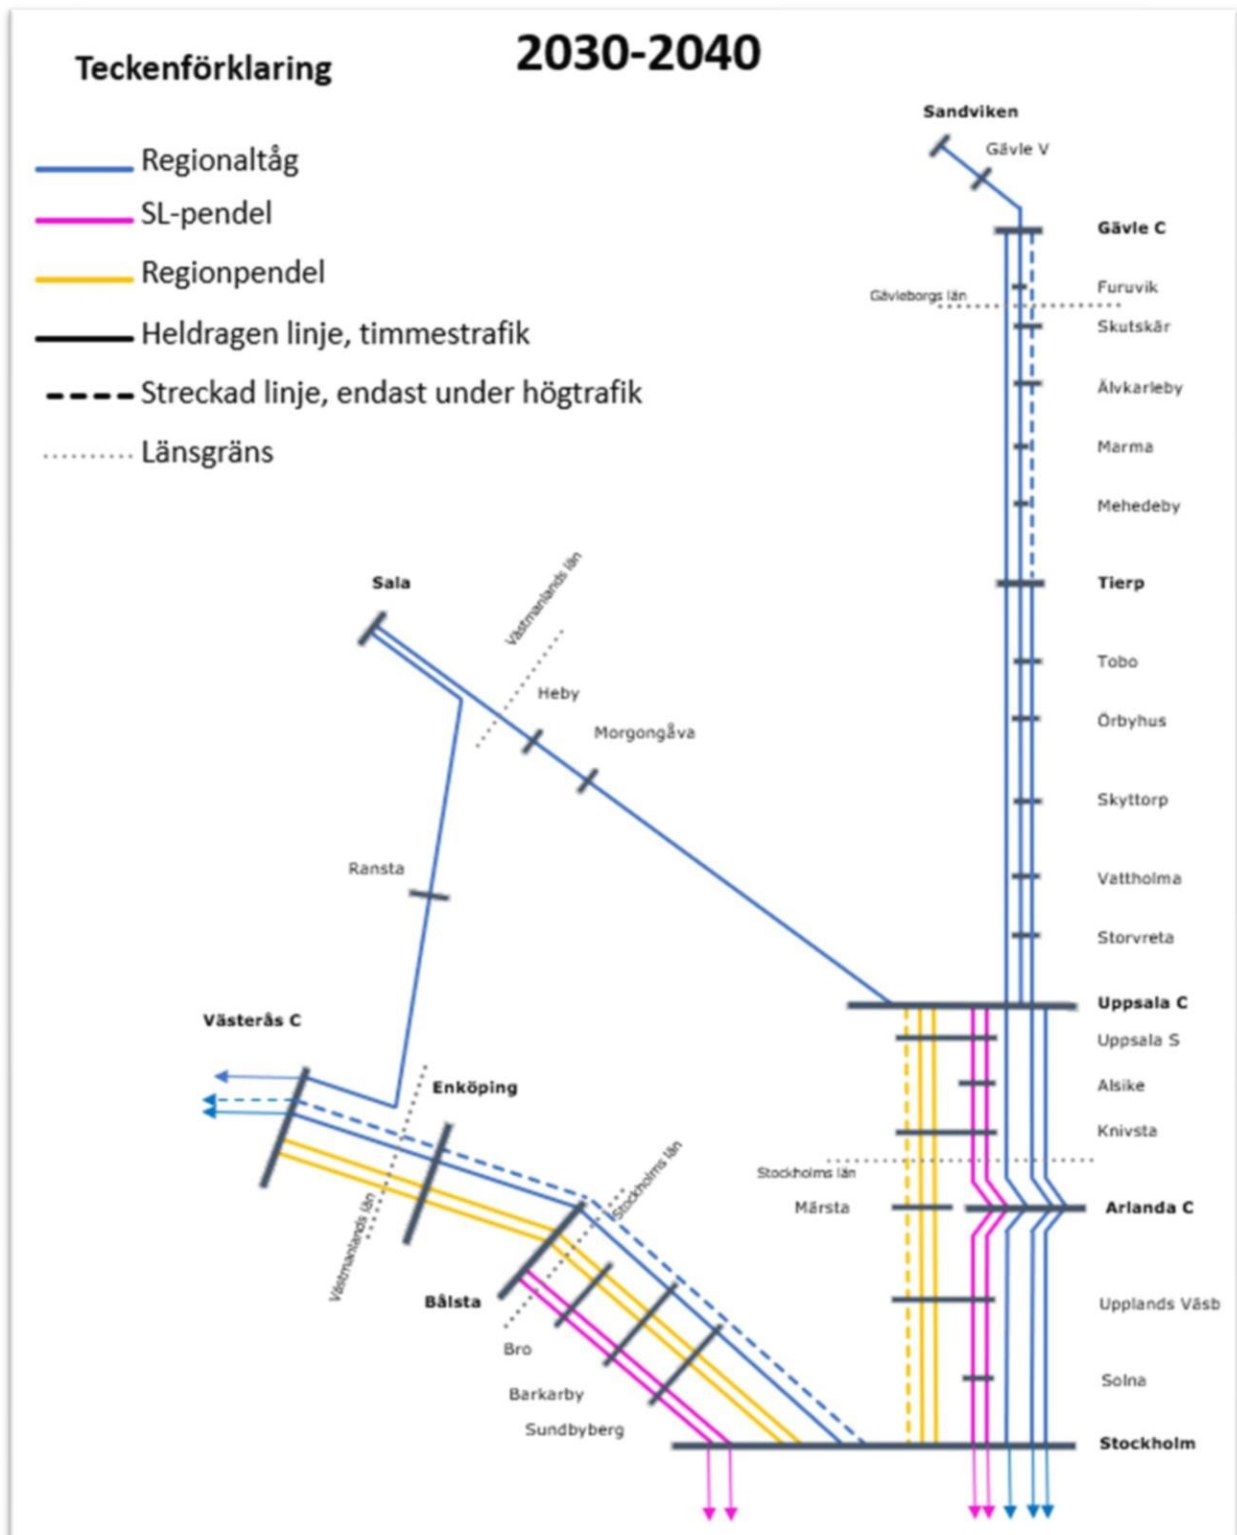 2030-2040
Teckenförklaring
Regionaltåg
SL-pendel
Regionpendel
Heldragen linje, timmestrafik
Streckad linje, endast under högtrafik
Länsgräns
Sandviken
Gävle V
Gävle C
Furuvik
Gävleborgs län
Skutskär
Älvkarleby
Marma
Mehedeby
Tierp
Sala
Västmanlands län
Heby
Morgongåva
Tobo
Örbyhus
Skyttorp
Ransta
Vattholma
Storvreta
Uppsala C
Västerås C
Uppsala S
Enköping
Alsike
Knivsta
Stockholms län
Stockholms län
Märsta
Arlanda C
Västmanlands län
Bålsta
Upplands Väsb
Bro
Barkarby
Solna
Sundbyberg
Stockholm